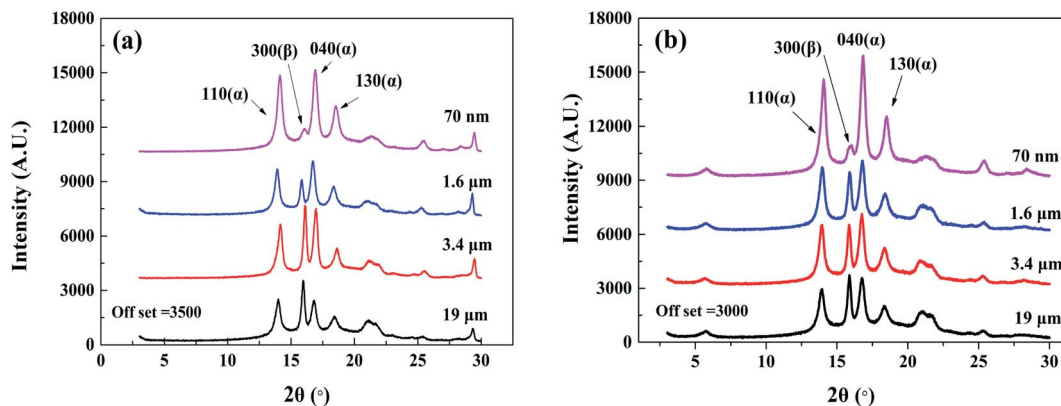 (a)
18000
15000
12000
9000
6000
3000
0
Intensity (A.U.)
110(α)
300(β)
040(α)
130(α)
70 nm
1.6 μm
3.4 μm
19 μm
Off set =3500
0 5 10 15 20 25 30
2θ (°)
(b)
18000
15000
12000
9000
6000
3000
0
Intensity (A.U.)
110(α)
300(β)
040(α)
130(α)
70 nm
1.6 μm
3.4 μm
19 μm
Off set =3000
5 10 15 20 25 30
2θ (°)